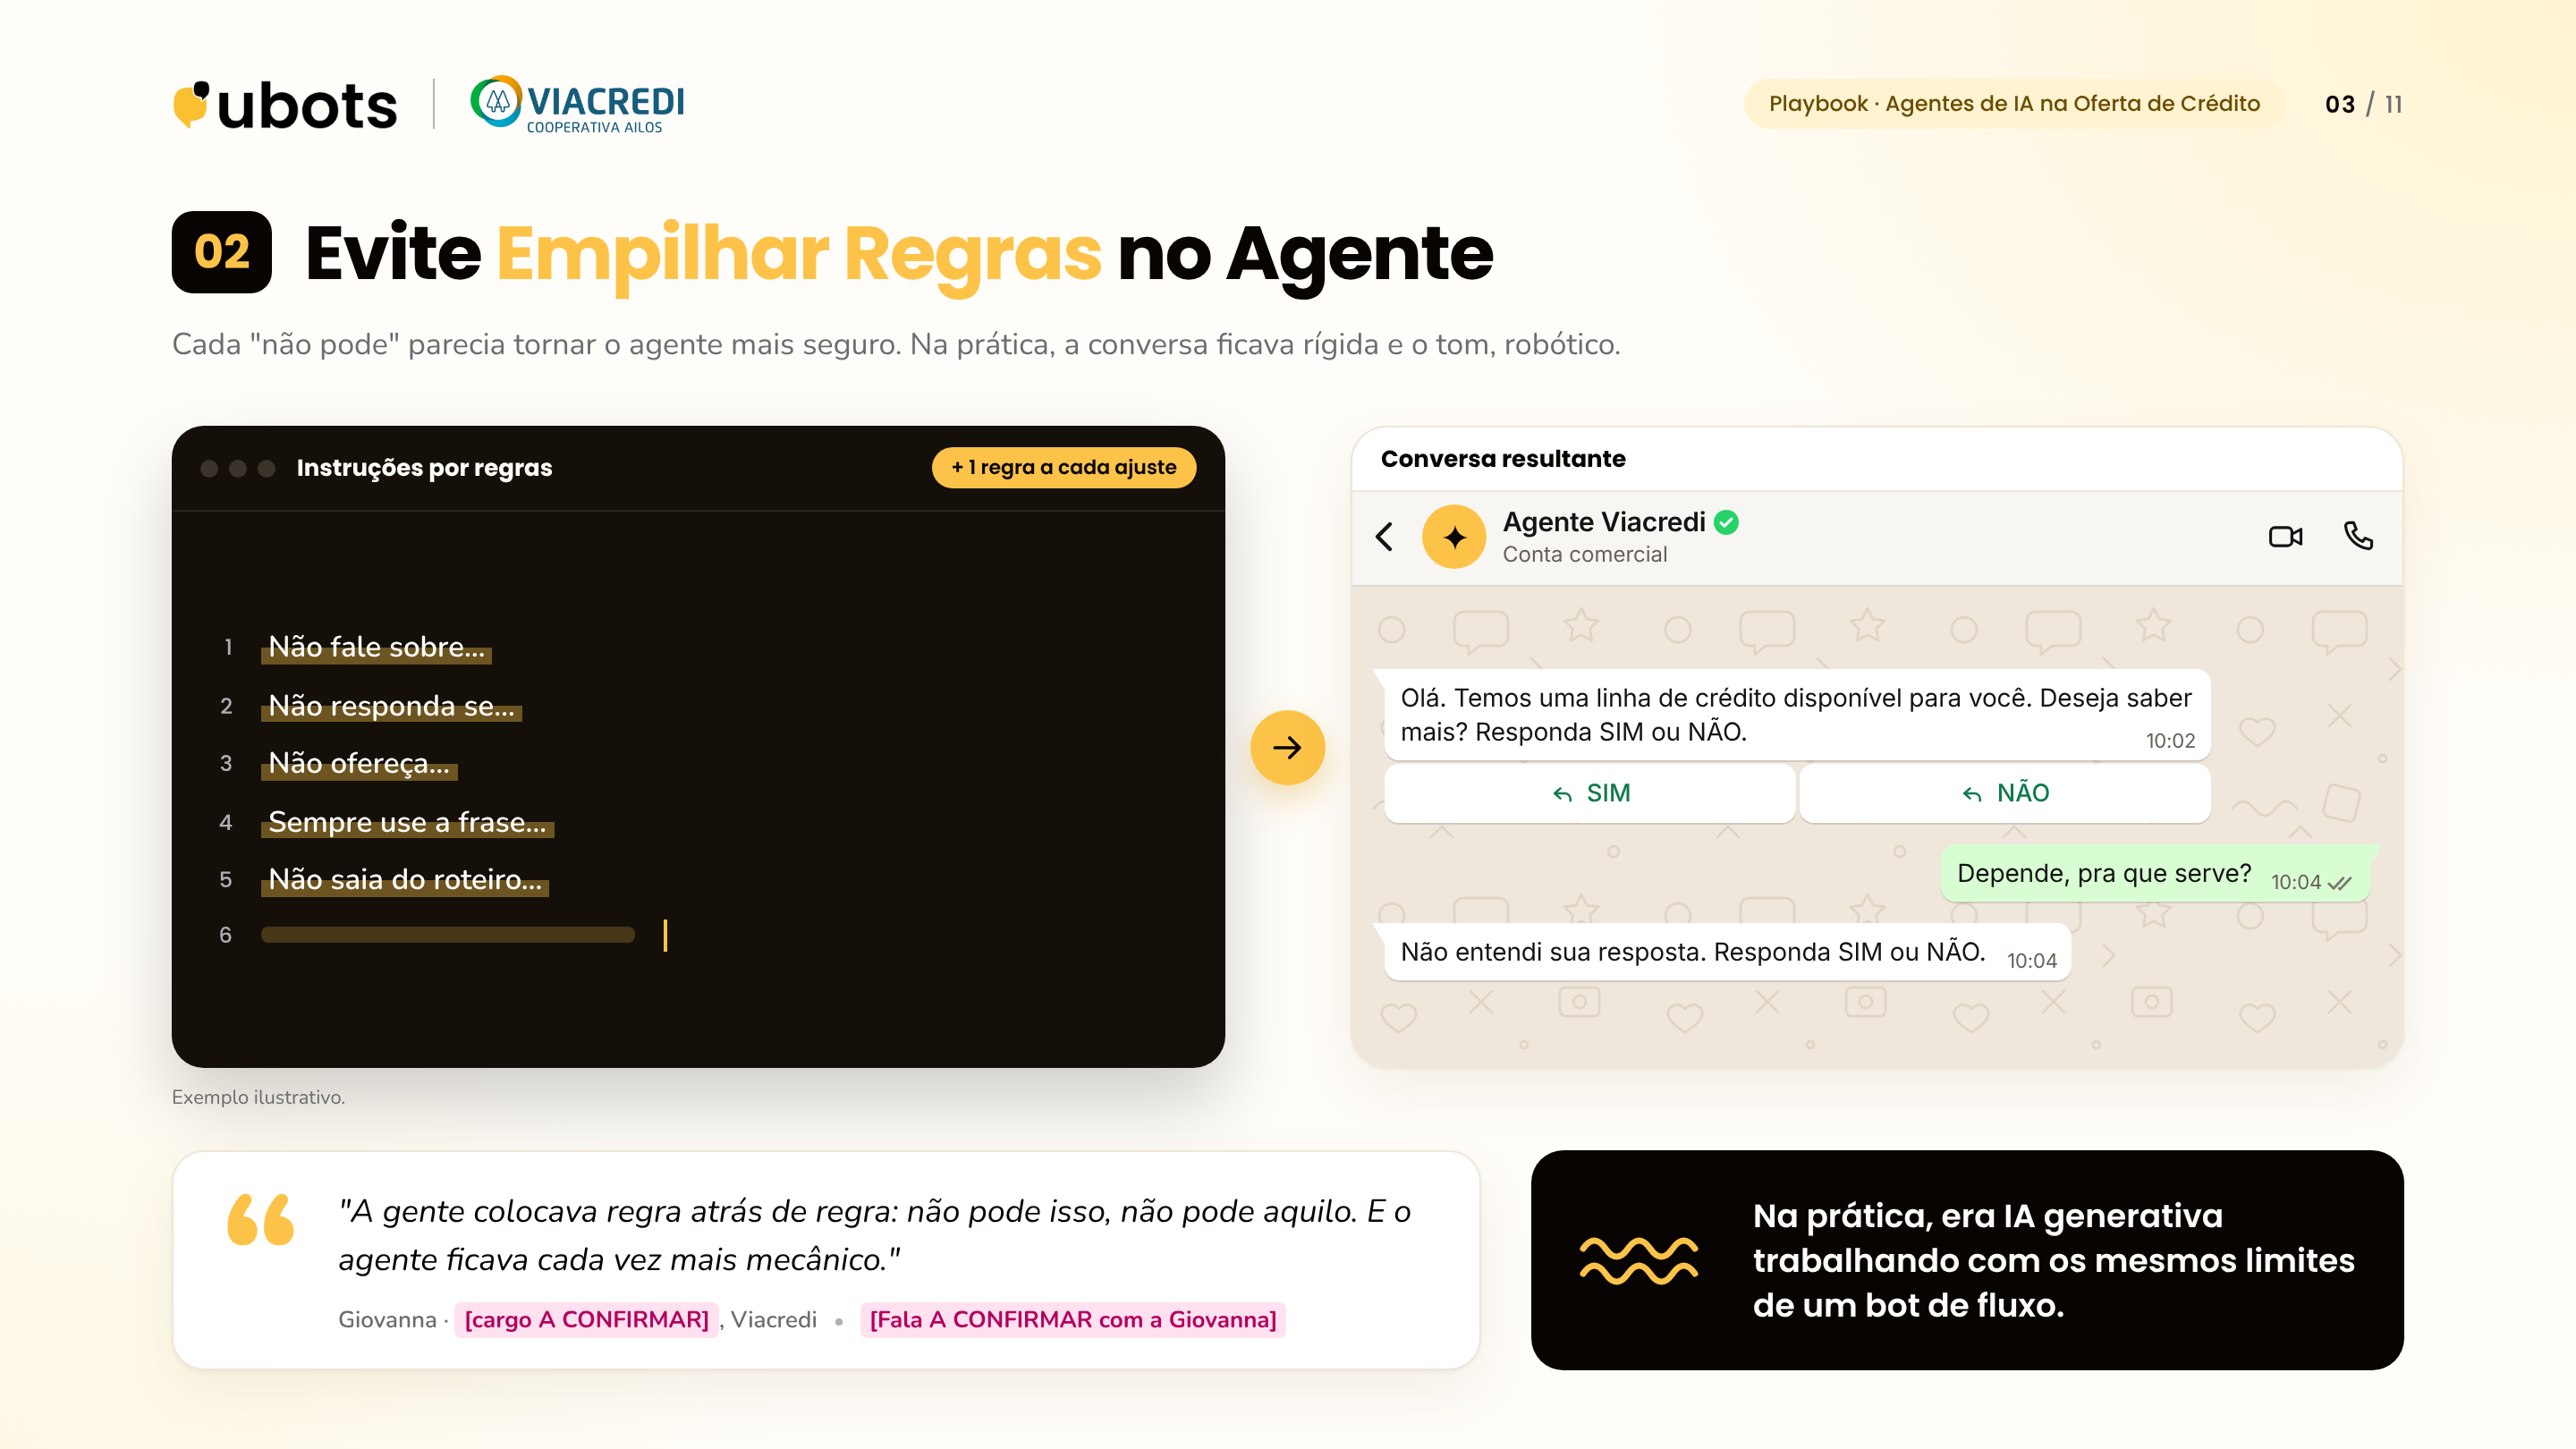 ubots
VIACREDI
COOPERATIVA AILOS
Playbook · Agentes de IA na Oferta de Crédito
03 / 11
02
Evite Empilhar Regras no Agente
Cada "não pode" parecia tornar o agente mais seguro. Na prática, a conversa ficava rígida e o tom, robótico.
Instruções por regras
+ 1 regra a cada ajuste
1 Não fale sobre...
2 Não responda se...
3 Não ofereça...
4 Sempre use a frase...
5 Não saia do roteiro...
6
Exemplo ilustrativo.
Conversa resultante
Agente Viacredi
Conta comercial
Olá. Temos uma linha de crédito disponível para você. Deseja saber
mais? Responda SIM ou NÃO.
10:02
SIM
NÃO
Depende, pra que serve? 10:04
Não entendi sua resposta. Responda SIM ou NÃO. 10:04
"A gente colocava regra atrás de regra: não pode isso, não pode aquilo. E o
agente ficava cada vez mais mecânico."
Giovanna · [cargo A CONFIRMAR], Viacredi • [Fala A CONFIRMAR com a Giovanna]
Na prática, era IA generativa
trabalhando com os mesmos limites
de um bot de fluxo.